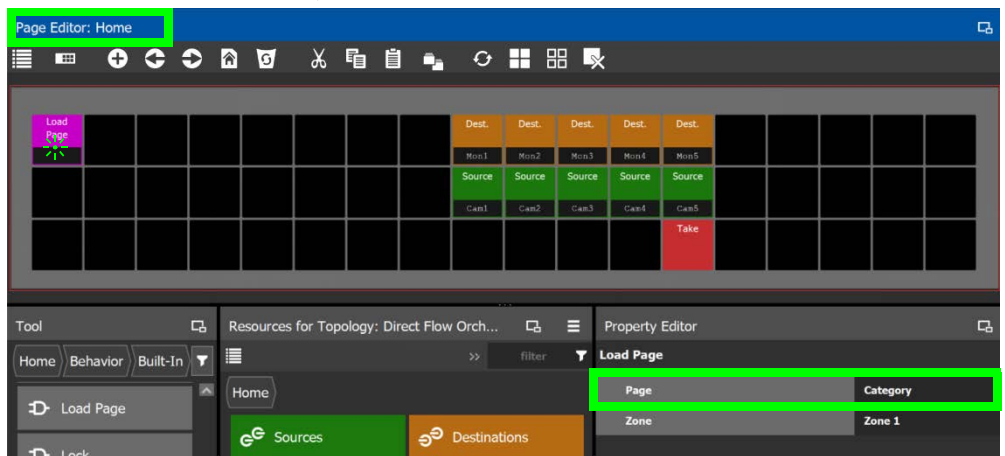 Page Editor: Home
Load Page
Dest. Dest. Dest. Dest. Dest.
Mon1 Mon2 Mon3 Mon4 Mon5
Source Source Source Source Source
Cam1 Cam2 Cam3 Cam4 Cam5
Take
Tool
Home Behavior Built-In
Load Page
Lock
Resources for Topology: Direct Flow Orch...
>> filter
Home
Sources Destinations
Property Editor
Load Page
Page Category
Zone Zone 1